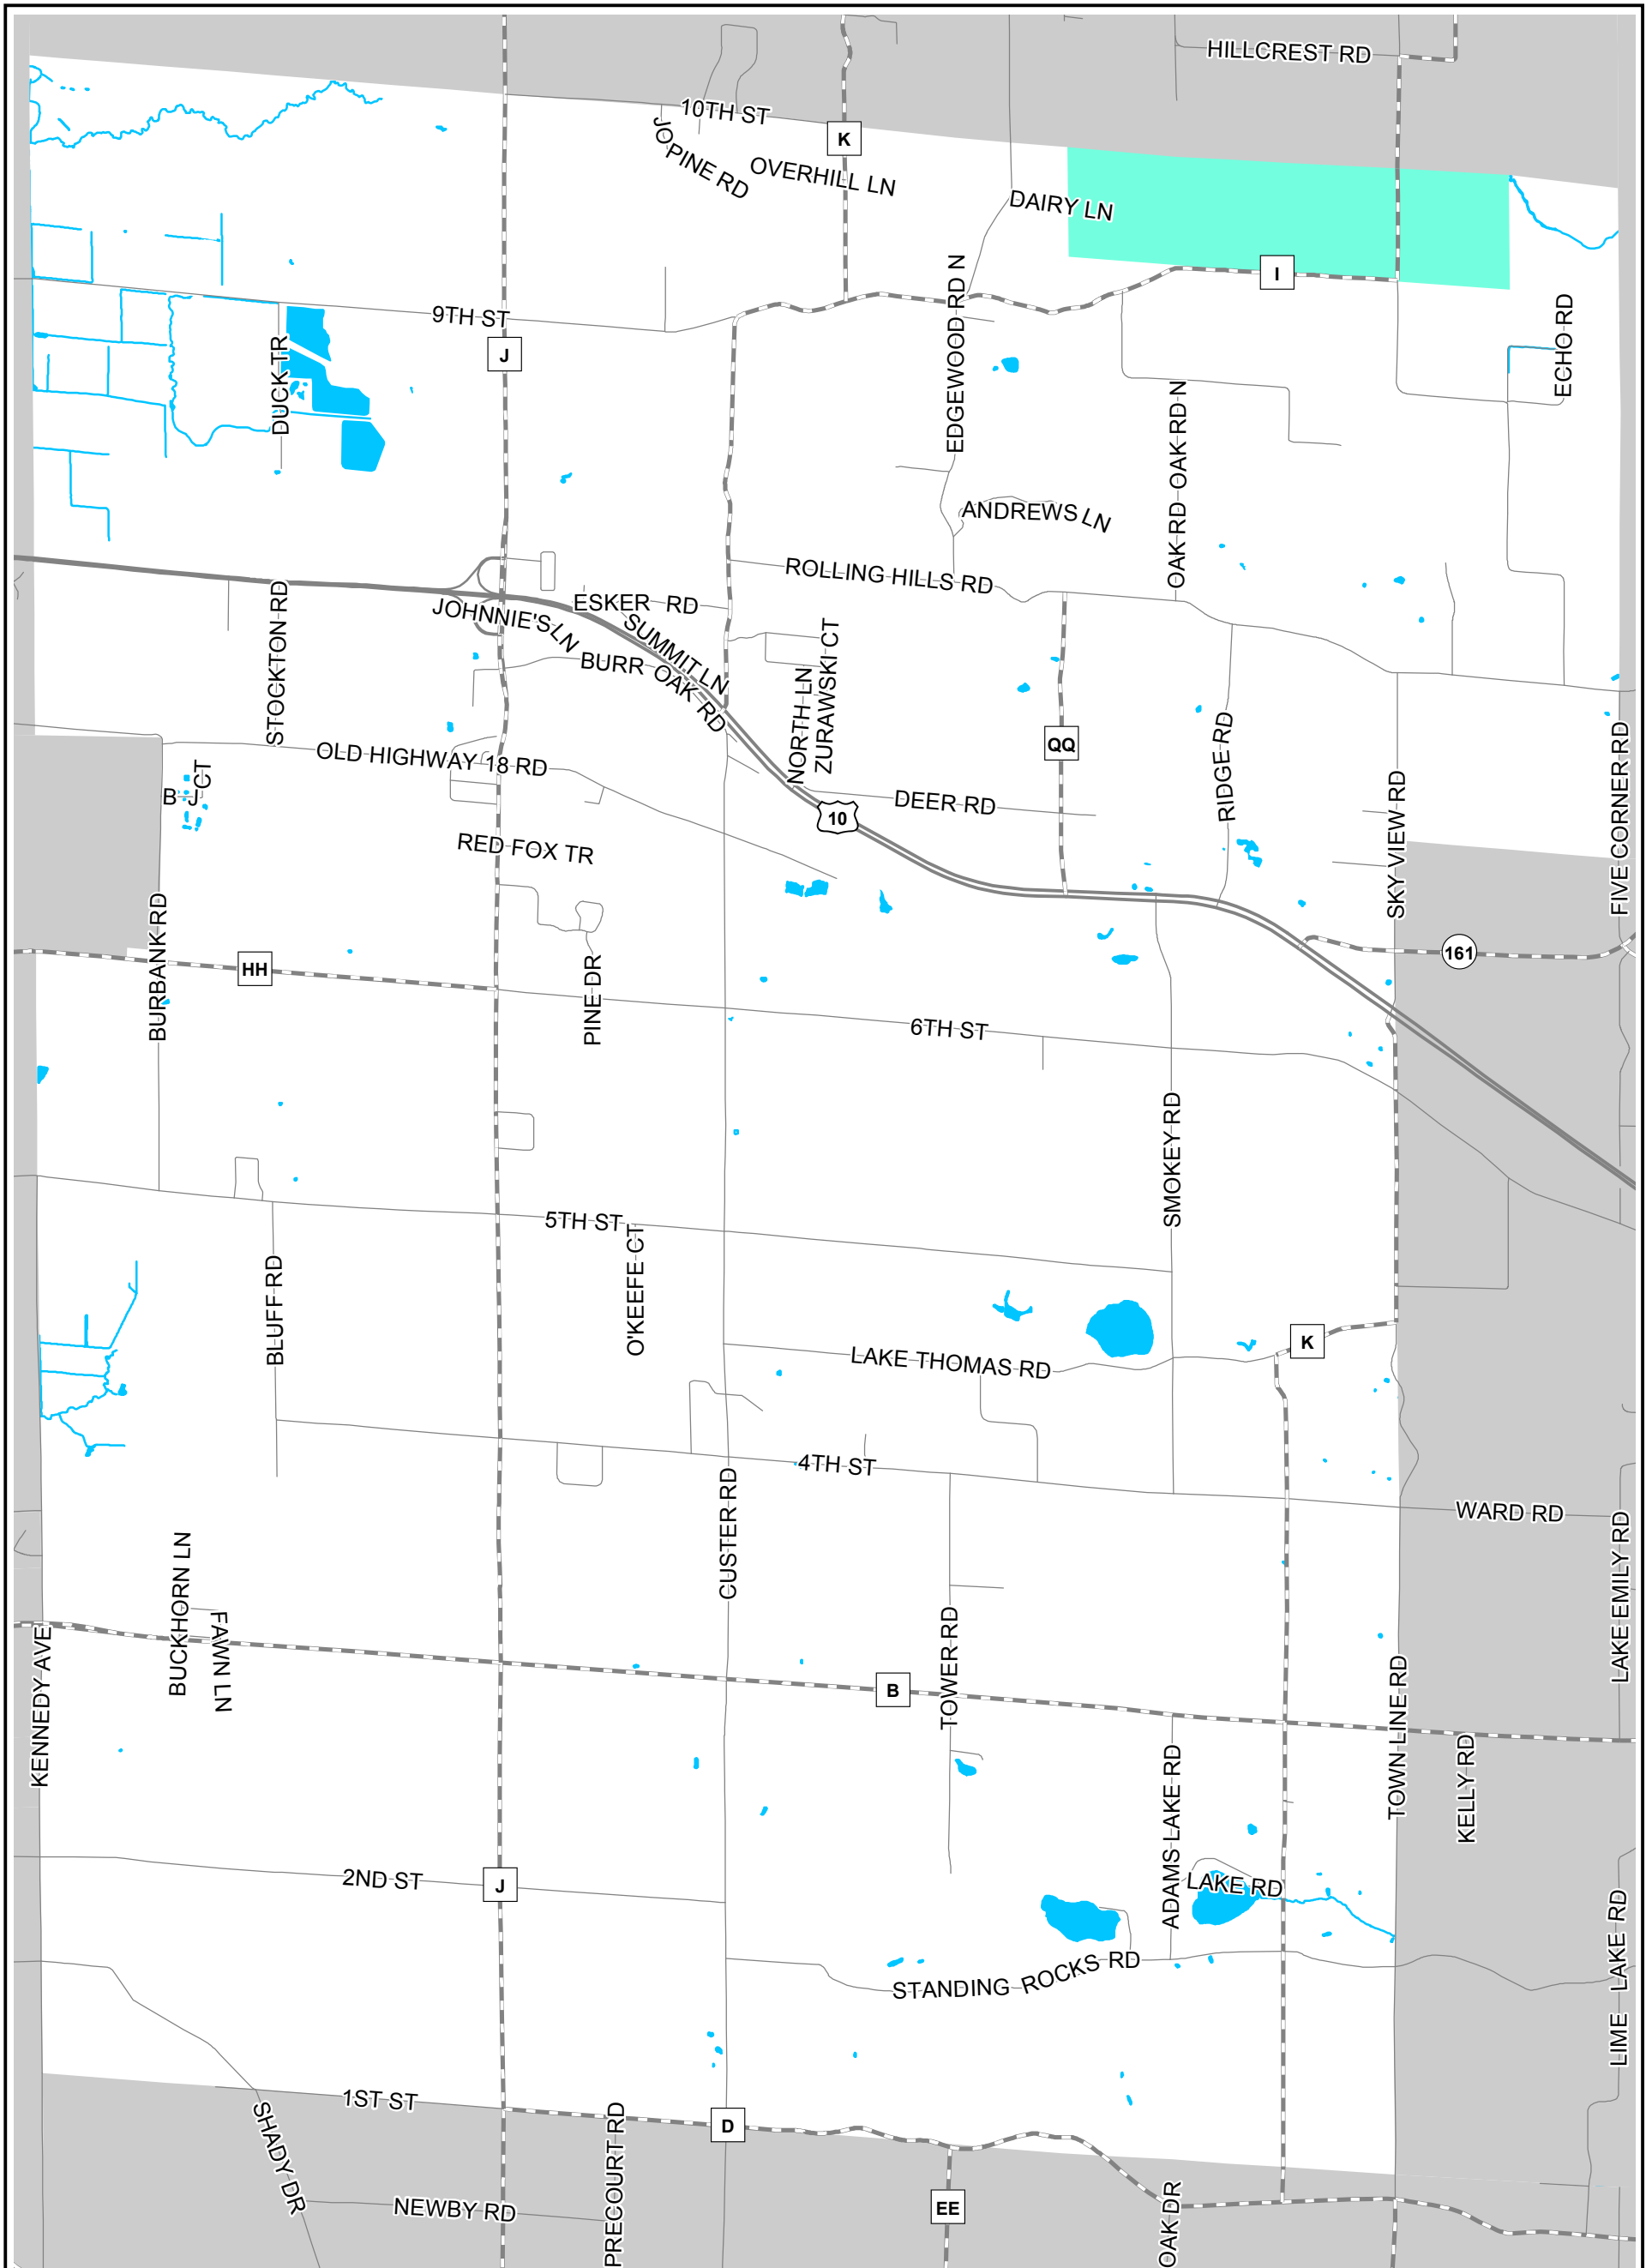 HILLCREST RD
10TH ST
K
JO PINE RD
OVERHILL LN
DAIRY LN
I
9TH ST
J
DUCK TR
EDGEWOOD RD N
ECHO RD
OAK RD OAK RD N
ANDREWS LN
ROLLING HILLS RD
STOCKTON RD
JOHNNIE'S LN
ESKER RD
SUMMIT LN
BURR OAK RD
NORTH LN
ZURAWSKI CT
QQ
RIDGE RD
OLD HIGHWAY 18 RD
B J CT
DEER RD
10
SKY VIEW RD
FIVE CORNER RD
RED FOX TR
BURBANK RD
HH
161
PINE DR
6TH ST
SMOKEY RD
5TH ST
O'KEEFE CT
BLUFF RD
K
LAKE THOMAS RD
4TH ST
CUSTER RD
WARD RD
LAKE EMILY RD
BUCKHORN LN
FAWN LN
KENNEDY AVE
TOWER RD
B
TOWN LINE RD
KELLY RD
ADAMS LAKE RD
2ND ST
J
LAKE RD
LIME LAKE RD
STANDING ROCKS RD
1ST ST
SHADY DR
PRECOURT RD
D
NEWBY RD
EE
OAK DR